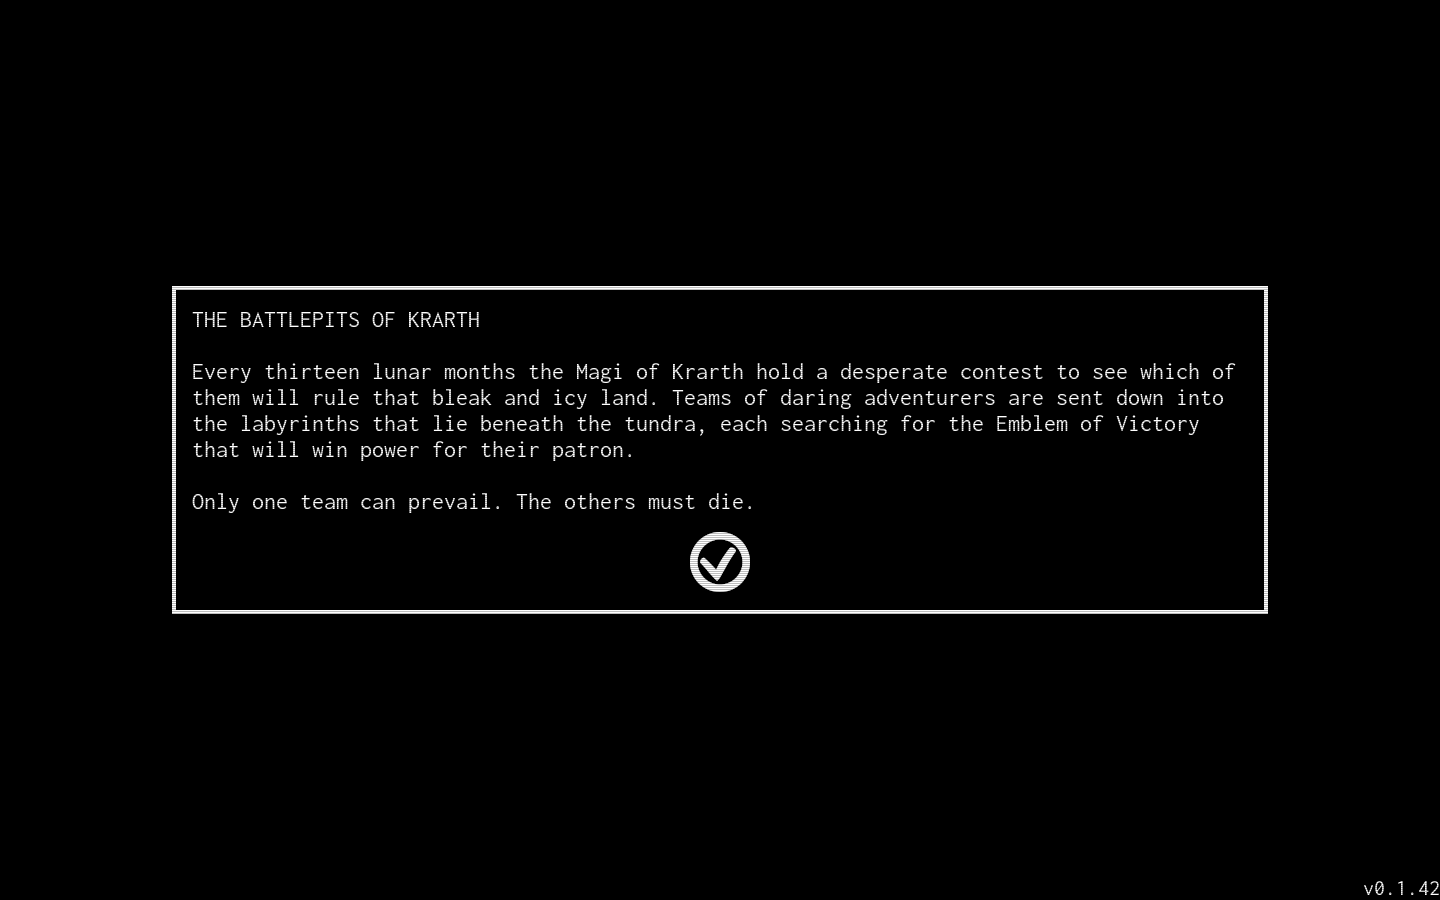 THE BATTLEPITS OF KRARTH
Every thirteen lunar months the Magi of Krarth hold a desperate contest to see which of
them will rule that bleak and icy land. Teams of daring adventurers are sent down into
the labyrinths that lie beneath the tundra, each searching for the Emblem of Victory
that will win power for their patron.
Only one team can prevail. The others must die.
v0.1.42